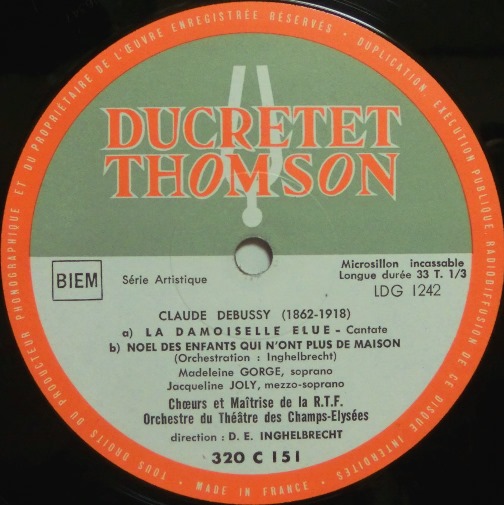 TOUS DROITS DU PRODUCTEUR PHONOGRAPHIQUE ET DU PROPRIETAIRE DE L'ŒUVRE ENREGISTRÉE RÉSERVÉS • DUPLICATION, EXÉCUTION PUBLIQUE, RADIODIFFUSION DE CE DISQUE INTERDITES •
DUCRETET
THOMSON
BIEM
Série Artistique
Microsillon incassable
Longue durée 33 T. 1/3
LDG 1242
CLAUDE DEBUSSY (1862-1918)
a) LA DAMOISELLE ELUE - Cantate
b) NOEL DES ENFANTS QUI N'ONT PLUS DE MAISON
(Orchestration : Inghelbrecht)
Madeleine GORGE, soprano
Jacqueline JOLY, mezzo-soprano
Chœurs et Maîtrise de la R.T.F.
Orchestre du Théâtre des Champs-Elysées
direction : D. E. INGHELBRECHT
320 C 151
• MADE IN FRANCE •